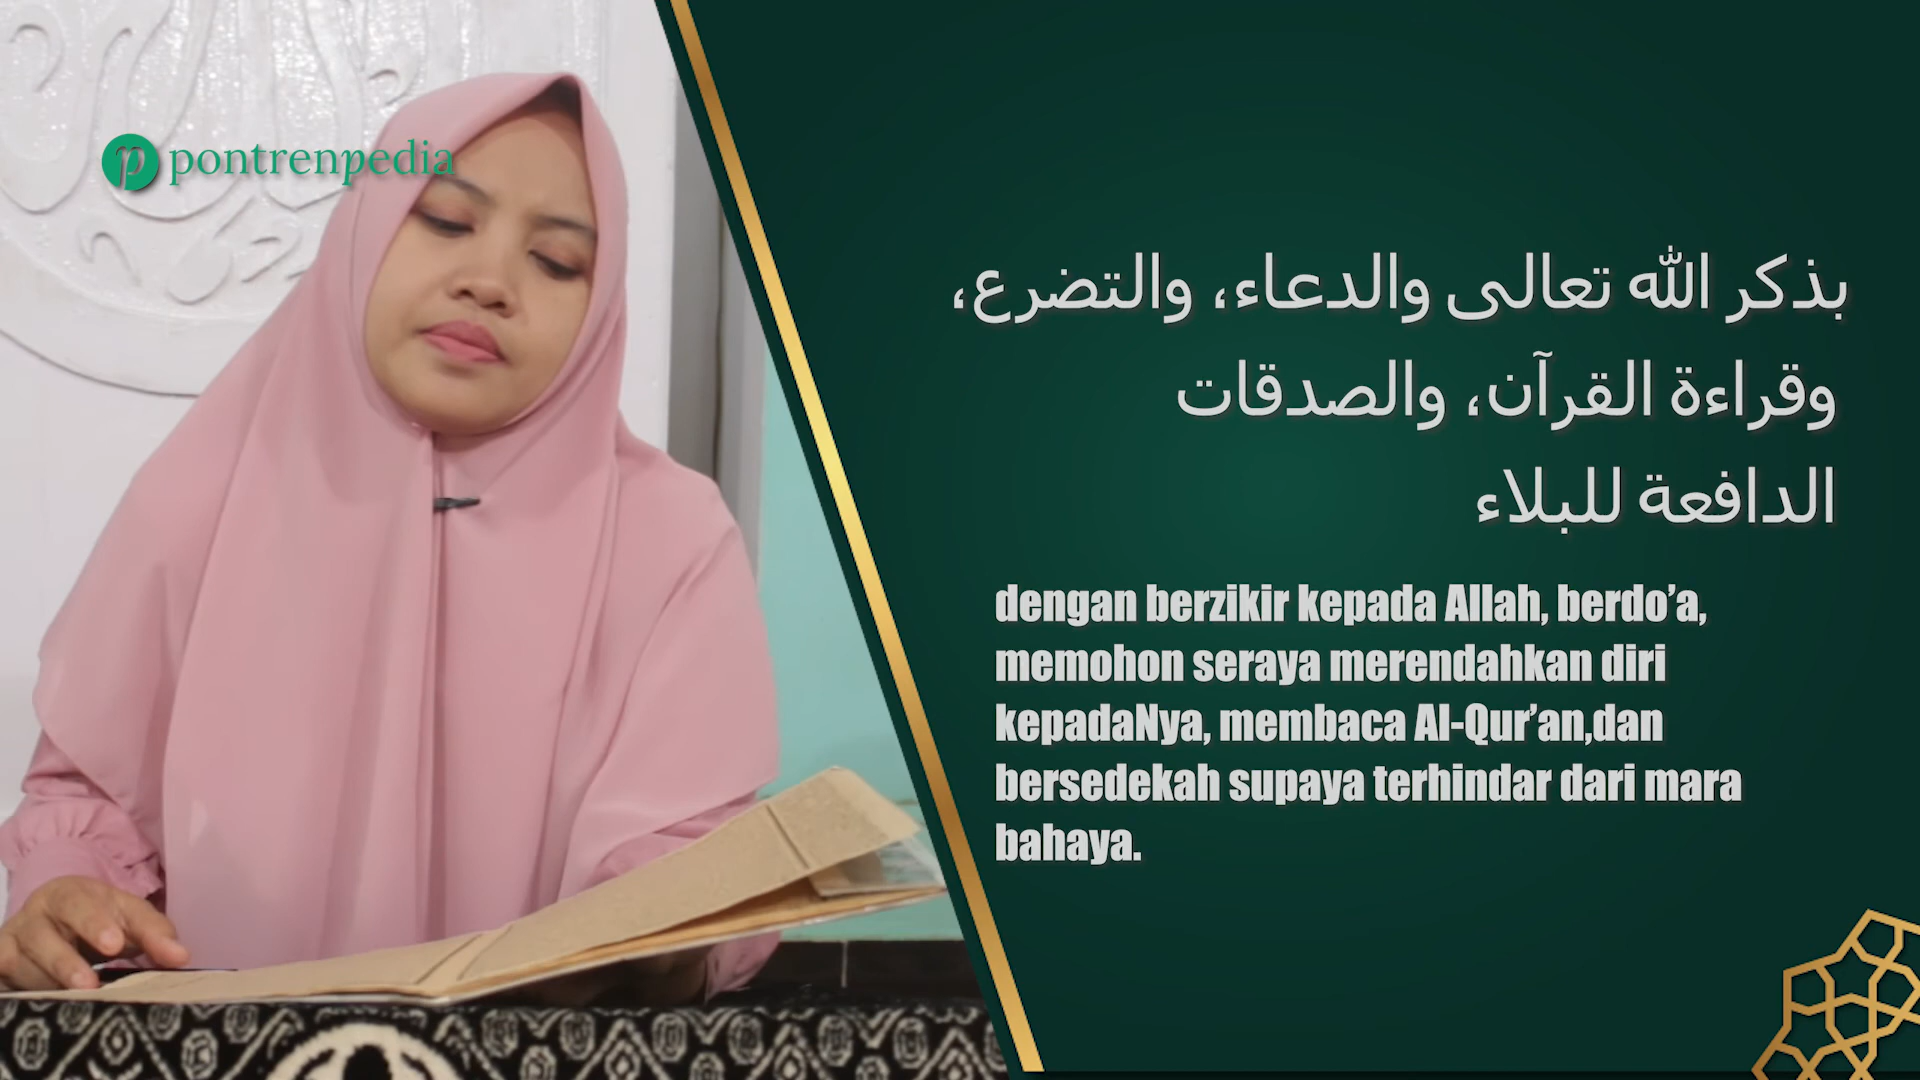 pontrenpedia
بذكر الله تعالى والدعاء، والتضرع،
وقراءة القرآن، والصدقات
الدافعة للبلاء
dengan berzikir kepada Allah, berdo’a,
memohon seraya merendahkan diri
kepadaNya, membaca Al-Qur’an,dan
bersedekah supaya terhindar dari mara
bahaya.